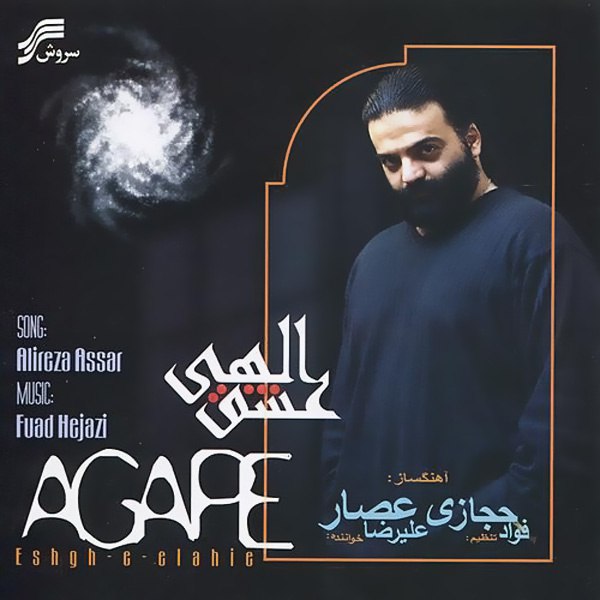 سروش
SONG:
Alireza Assar
MUSIC:
Fuad Hejazi
عشق الهی
AGAPE
Eshgh-e-elahie
آهنگساز:
فواد حجازی
علیرضا عصار
تنظیم:
خواننده: